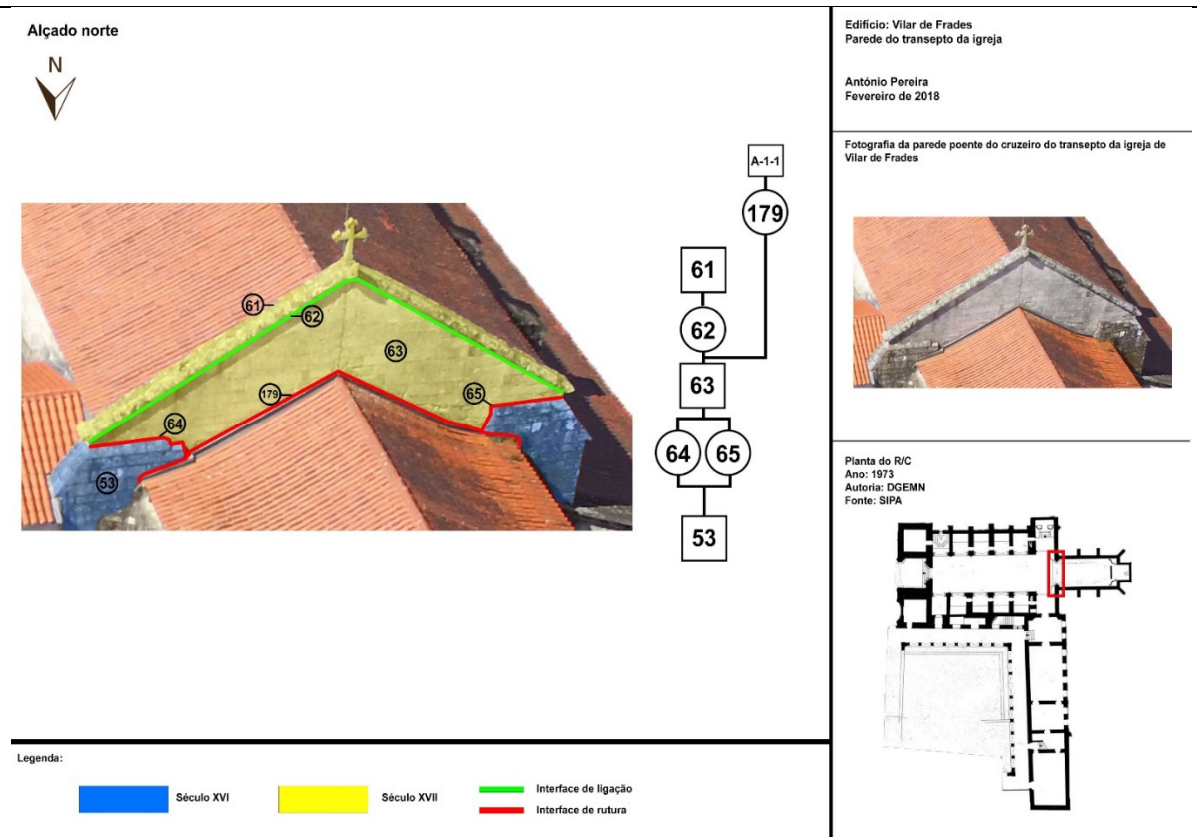 Alçado norte
N
61
62
63
179
65
64
53
A-1-1
179
61
62
63
64
65
53
Edifício: Vilar de Frades
Parede do transepto da igreja
António Pereira
Fevereiro de 2018
Fotografia da parede poente do cruzeiro do transepto da igreja de
Vilar de Frades
Planta do R/C
Ano: 1973
Autoria: DGEMN
Fonte: SIPA
Legenda:
Século XVI
Século XVII
Interface de ligação
Interface de rutura